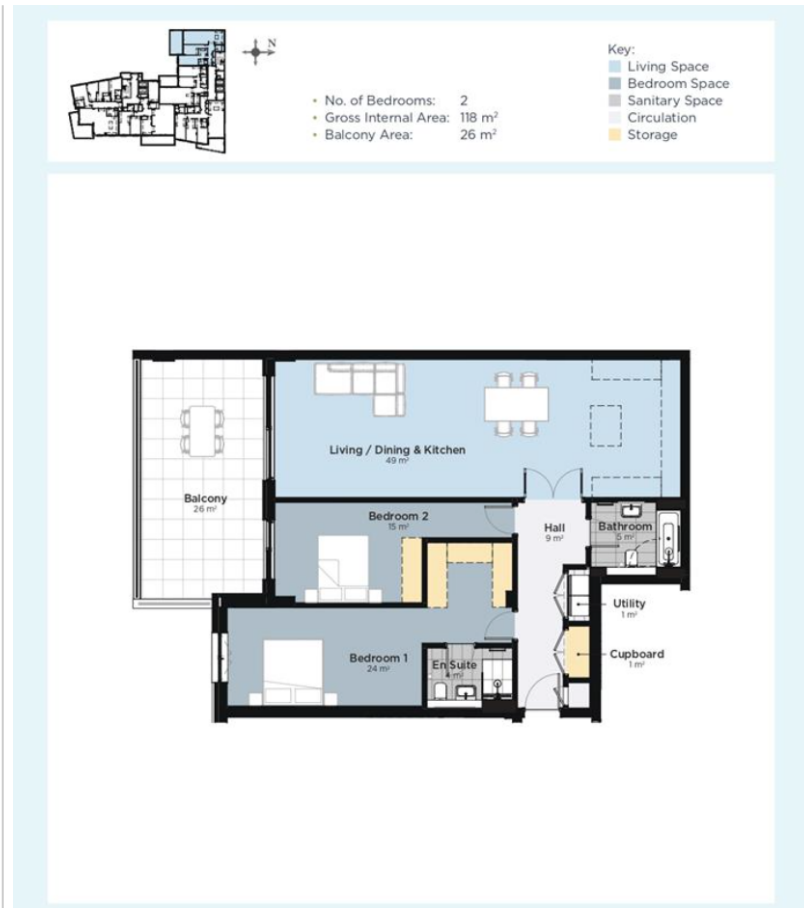 N
• No. of Bedrooms: 2
• Gross Internal Area: 118 m²
• Balcony Area: 26 m²
Key:
Living Space
Bedroom Space
Sanitary Space
Circulation
Storage
Living / Dining & Kitchen
49 m²
Balcony
26 m²
Bedroom 2
15 m²
Hall
9 m²
Bathroom
5 m²
Utility
1 m²
Cupboard
1 m²
Bedroom 1
24 m²
En Suite
4 m²